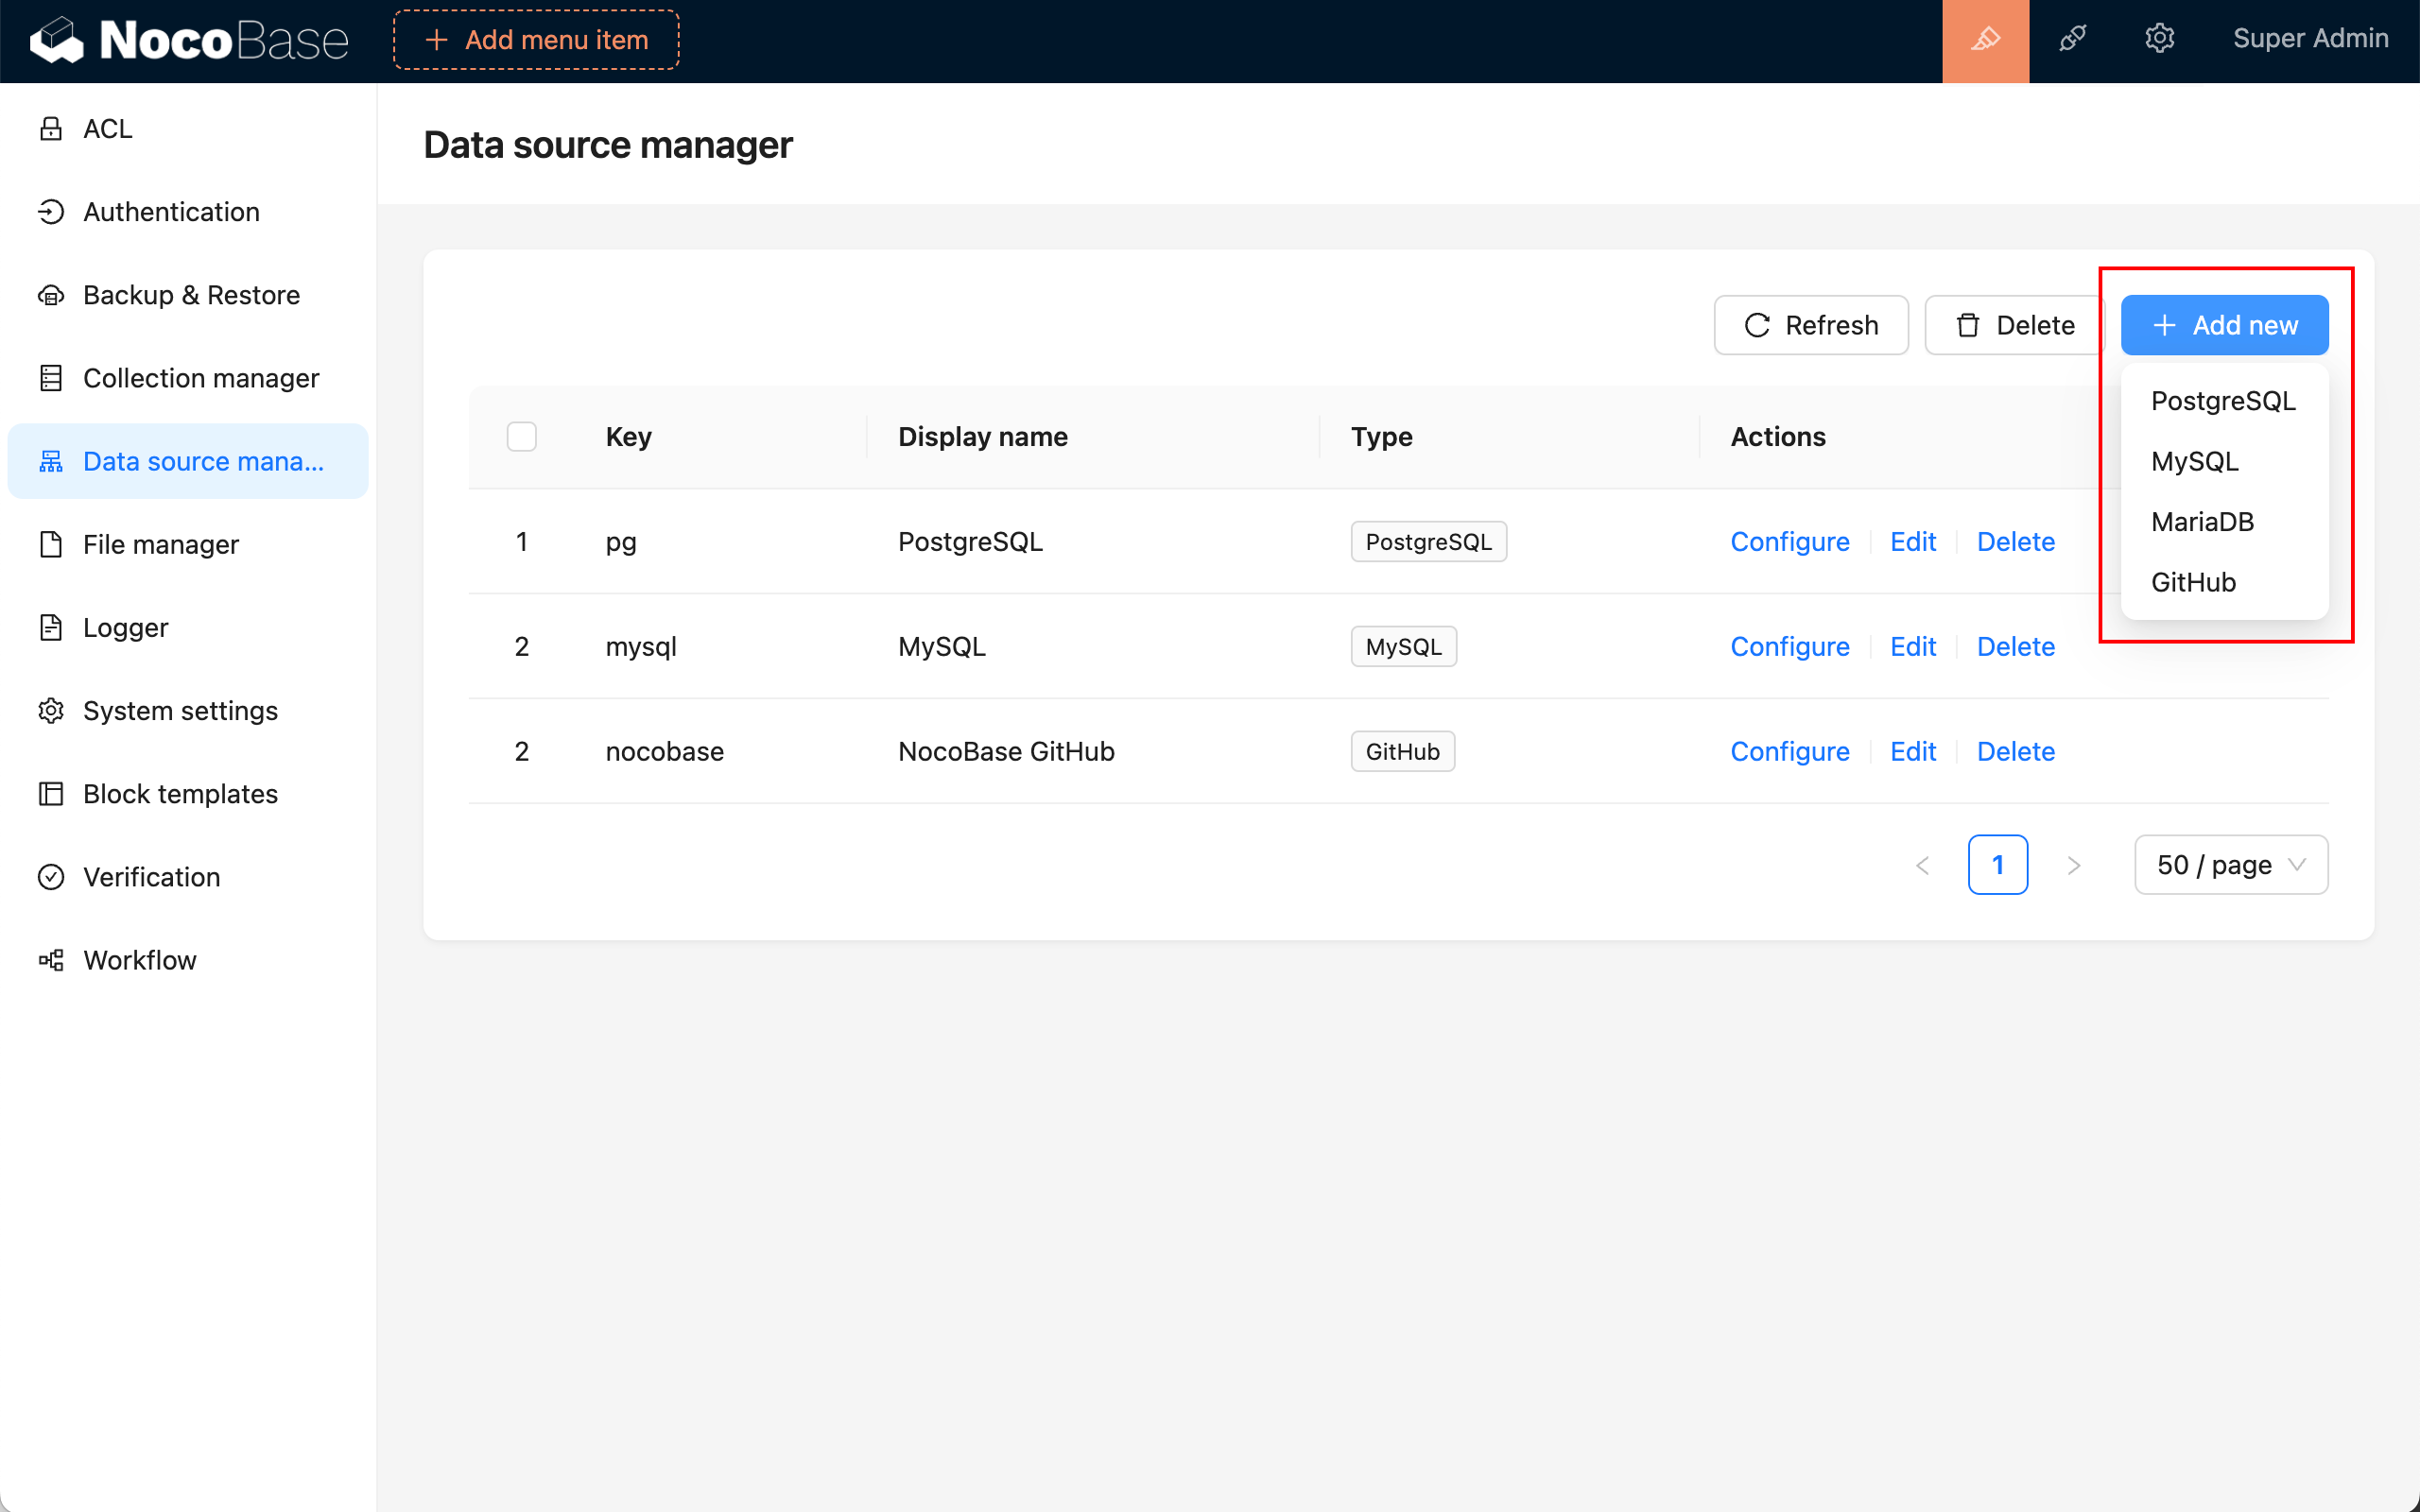 NocoBase
Add menu item
Super Admin
ACL
Authentication
Backup & Restore
Collection manager
Data source mana...
File manager
Logger
System settings
Block templates
Verification
Workflow
Data source manager
Refresh
Delete
Add new
PostgreSQL
MySQL
MariaDB
GitHub
Key Display name Type Actions
1 pg PostgreSQL PostgreSQL Configure Edit Delete
2 mysql MySQL MySQL Configure Edit Delete
2 nocobase NocoBase GitHub GitHub Configure Edit Delete
1 50 / page